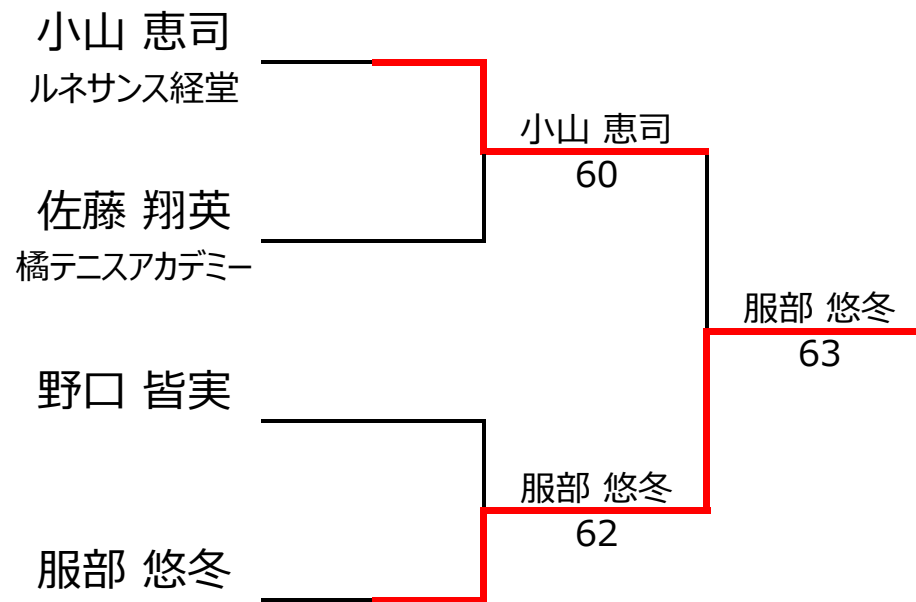 小山 恵司
ルネサンス経堂
小山 恵司
60
佐藤 翔英
橘テニスアカデミー
服部 悠冬
63
野口 皆実
服部 悠冬
62
服部 悠冬